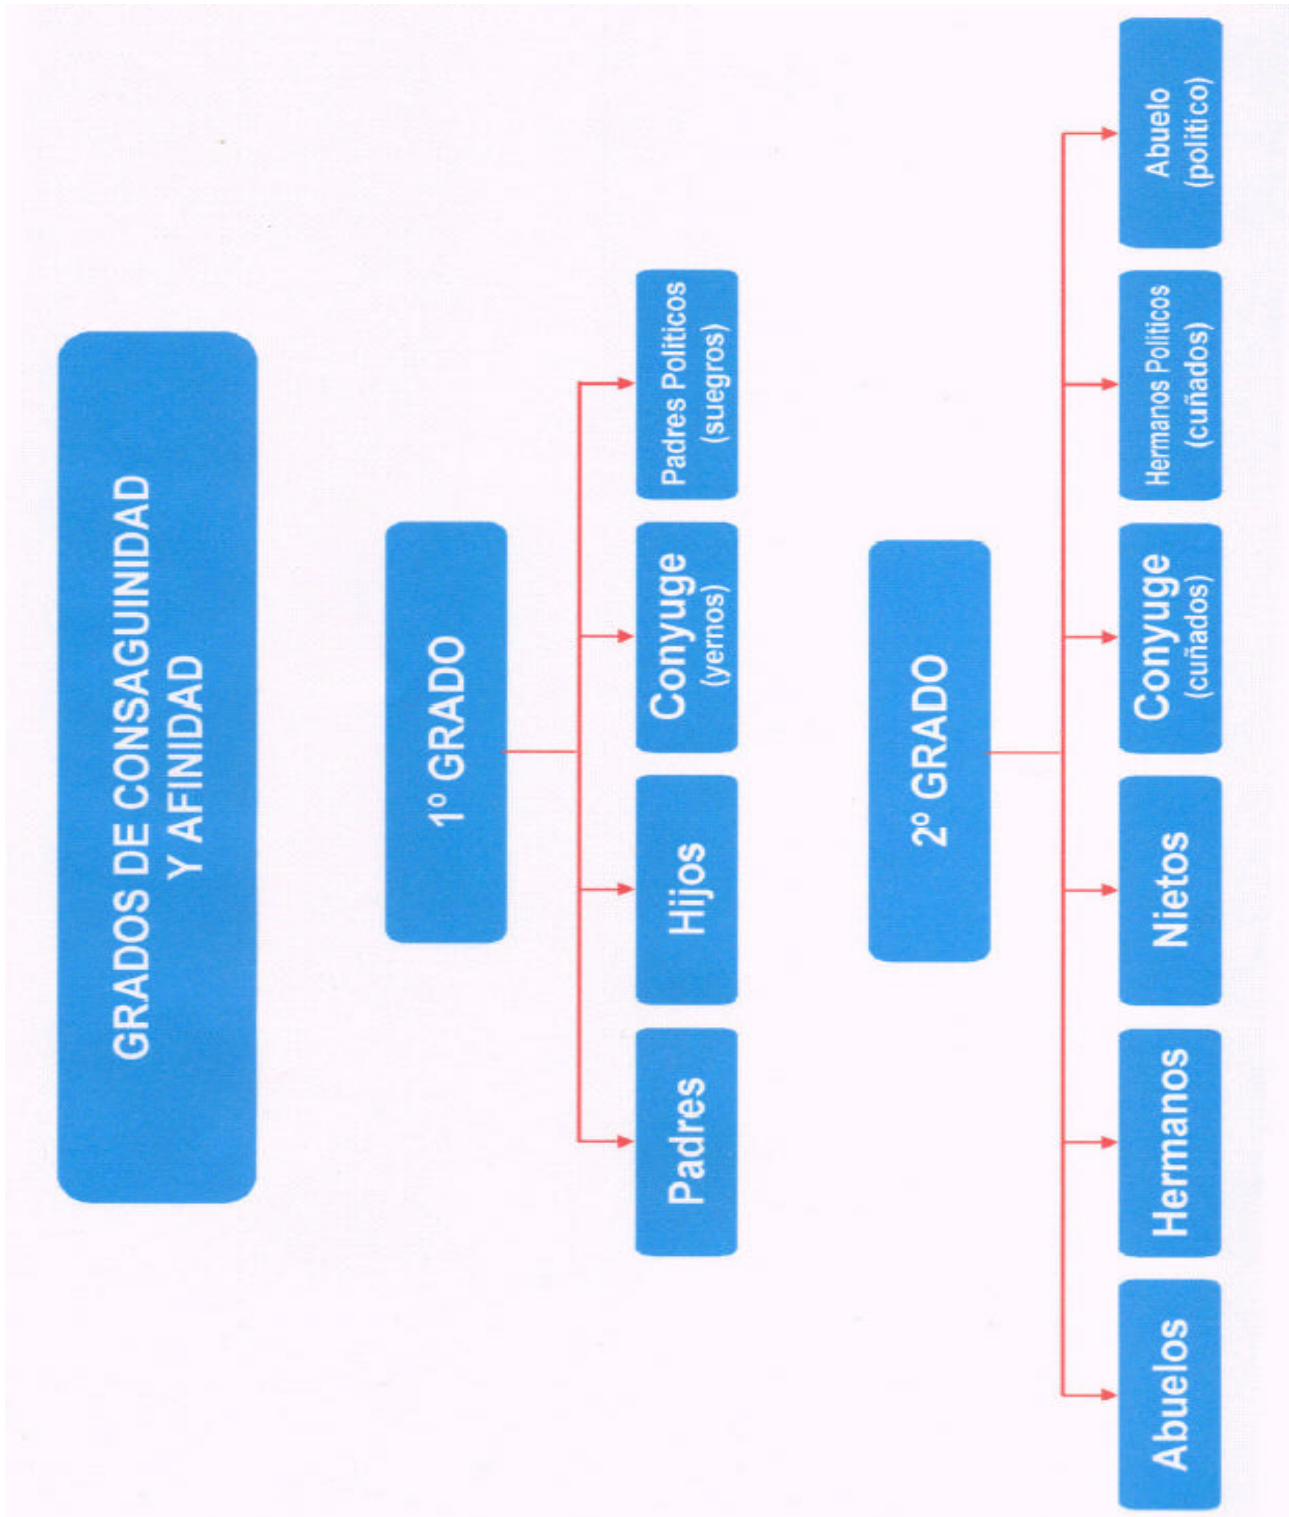 GRADOS DE CONSAGUINIDAD
Y AFINIDAD
1º GRADO
Padres
Hijos
Conyuge
(yernos)
Padres Politicos
(suegros)
2º GRADO
Abuelos
Hermanos
Nietos
Conyuge
(cuñados)
Hermanos Politicos
(cuñados)
Abuelo
(politico)